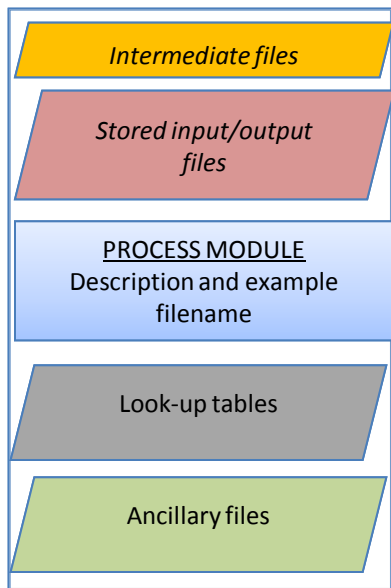 Intermediate files
Stored input/output
files
PROCESS MODULE
Description and example
filename
Look-up tables
Ancillary files